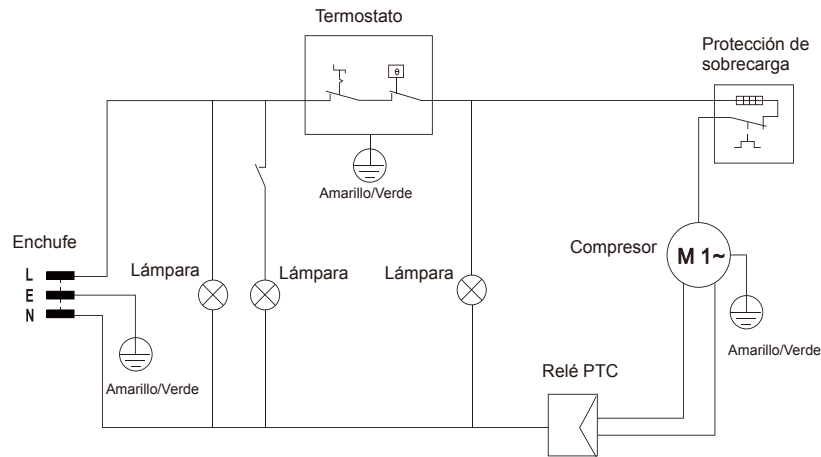 Termostato
Protección de
sobrecarga
θ
Amarillo/Verde
Enchufe
L
E
N
Lámpara
Lámpara
Lámpara
Compresor
M 1~
Amarillo/Verde
Amarillo/Verde
Relé PTC